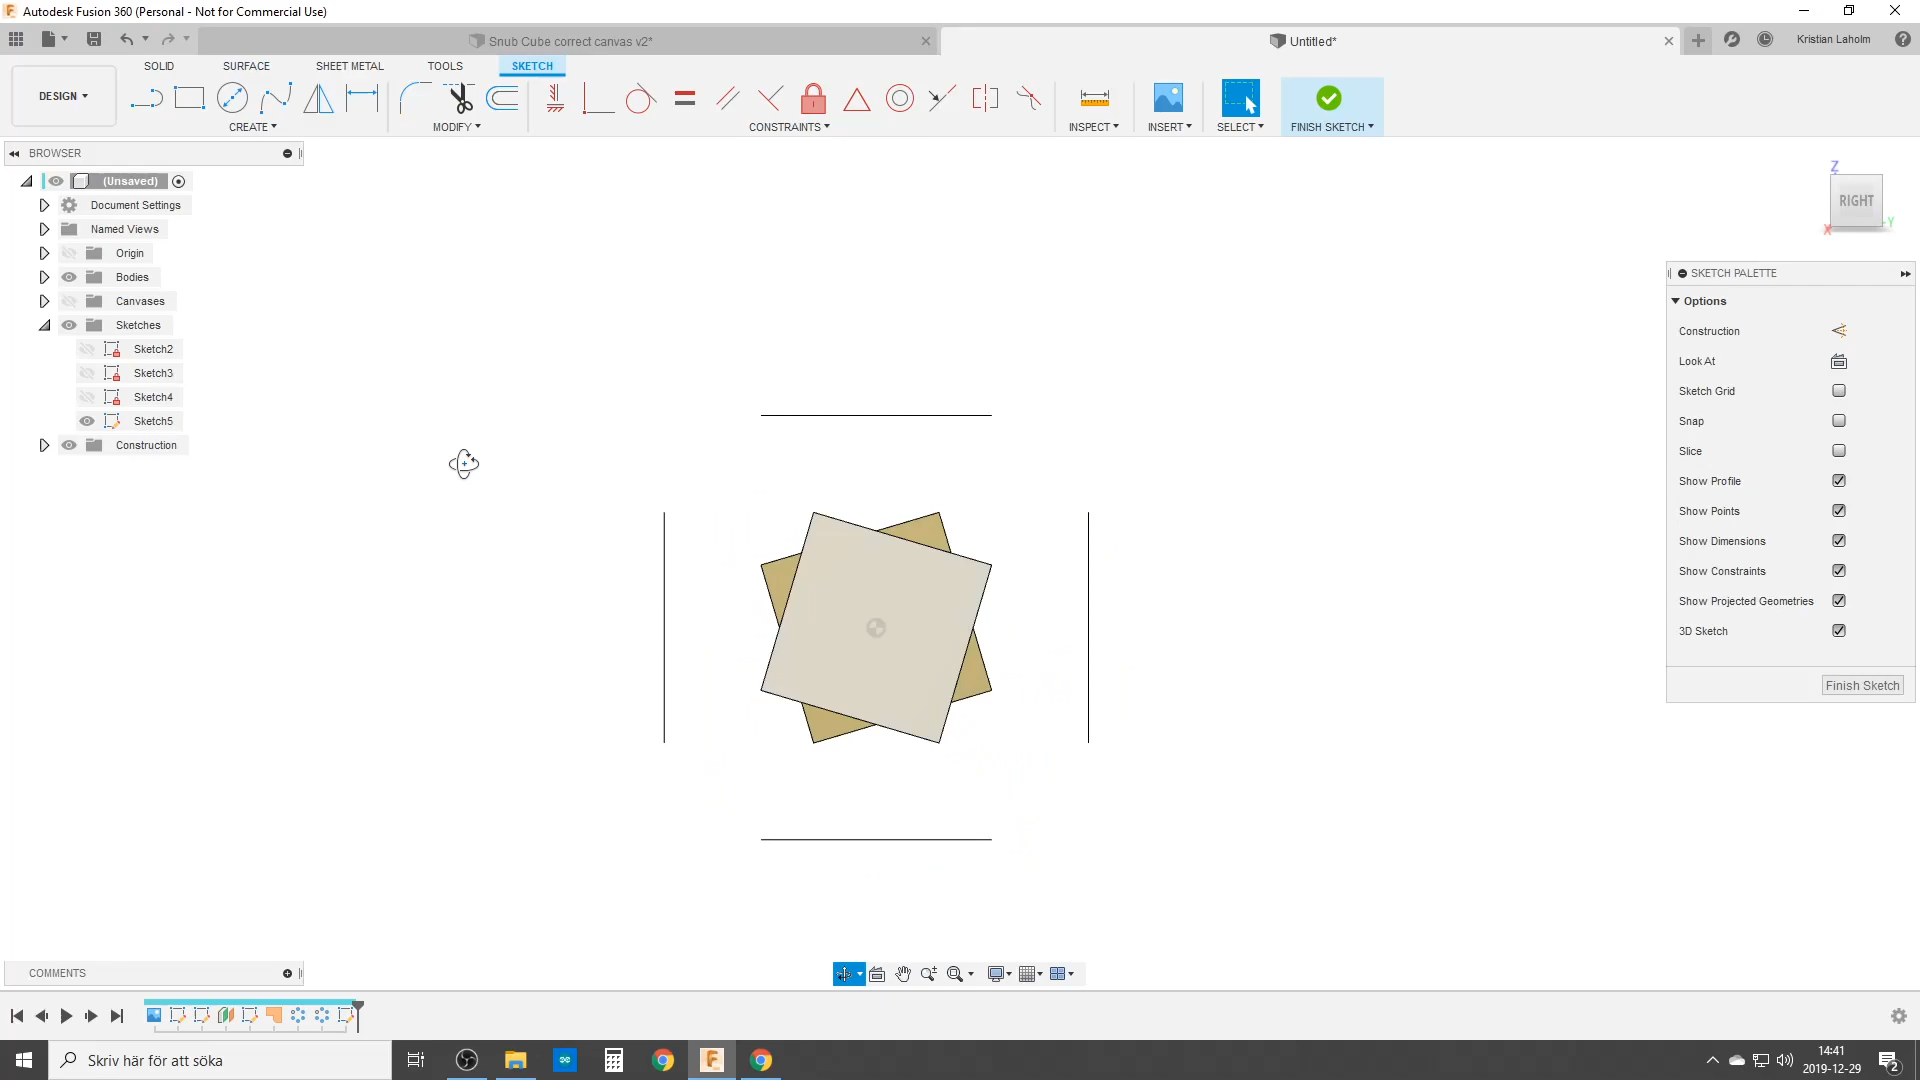 Autodesk Fusion 360 (Personal - Not for Commercial Use)
Snub Cube correct canvas v2*
Untitled*
Kristian Laholm
SOLID
SURFACE
SHEET METAL
TOOLS
SKETCH
DESIGN
CREATE
MODIFY
CONSTRAINTS
INSPECT
INSERT
SELECT
FINISH SKETCH
BROWSER
(Unsaved)
Document Settings
Named Views
Origin
Bodies
Canvases
Sketches
Sketch2
Sketch3
Sketch4
Sketch5
Construction
Z
RIGHT
X
-Y
SKETCH PALETTE
Options
Construction
Look At
Sketch Grid
Snap
Slice
Show Profile
Show Points
Show Dimensions
Show Constraints
Show Projected Geometries
3D Sketch
Finish Sketch
COMMENTS
Skriv här för att söka
14:41
2019-12-29
2